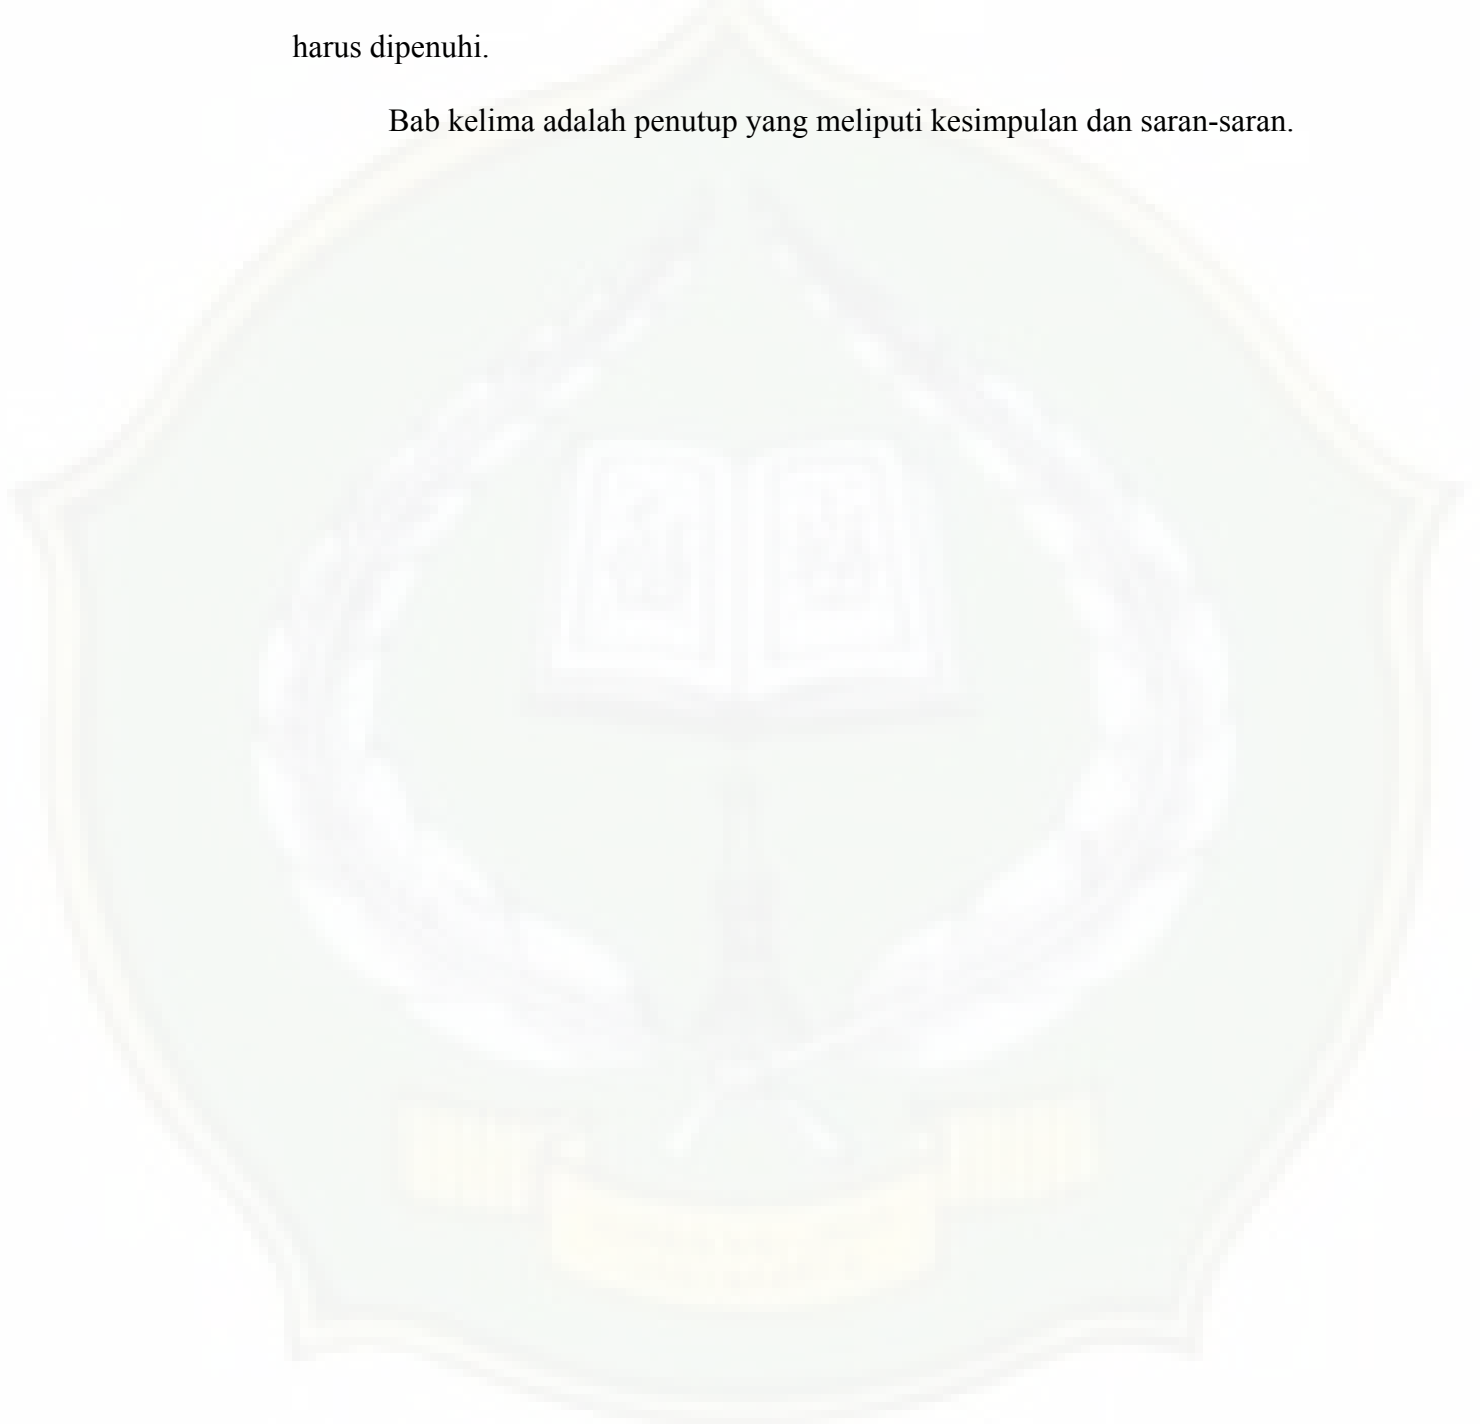 harus dipenuhi.
Bab kelima adalah penutup yang meliputi kesimpulan dan saran-saran.